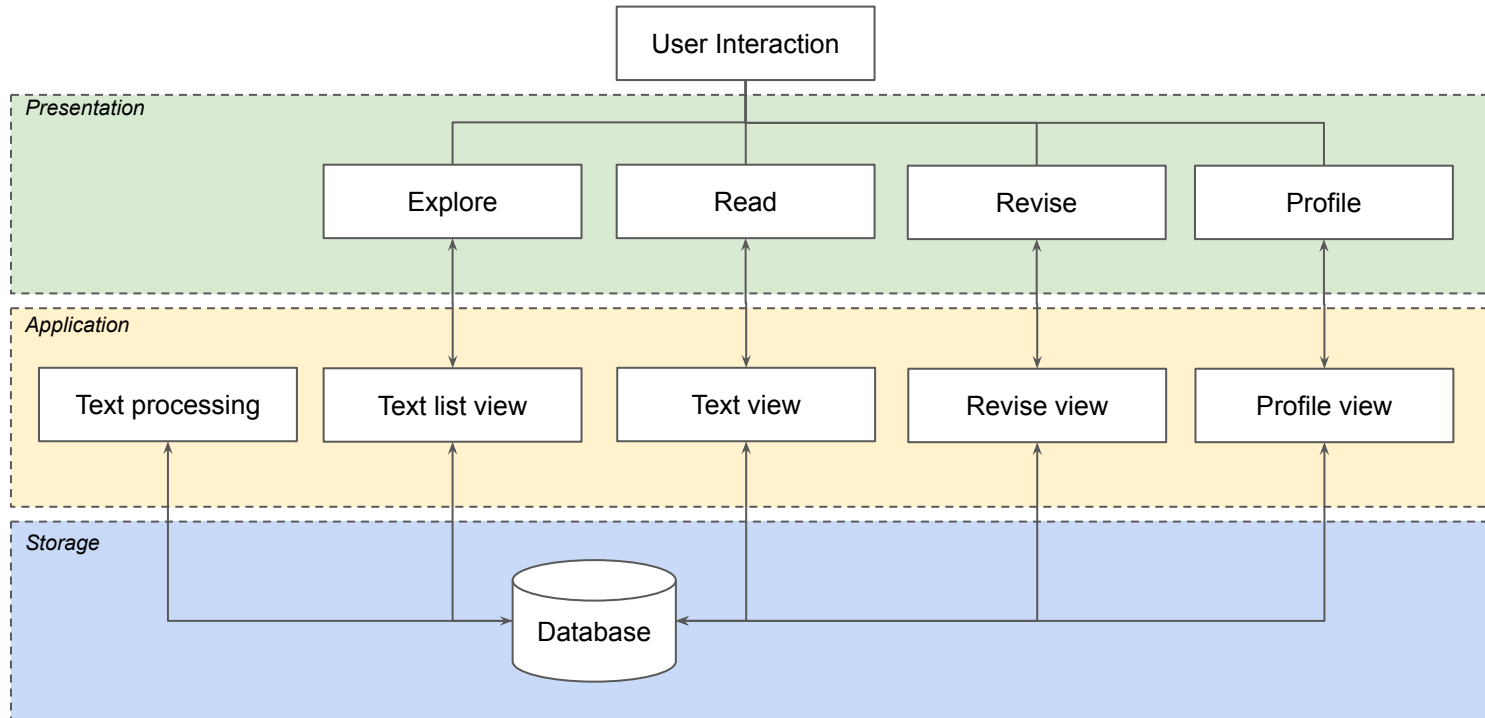 User Interaction
Presentation
Explore
Read
Revise
Profile
Application
Text processing
Text list view
Text view
Revise view
Profile view
Storage
Database